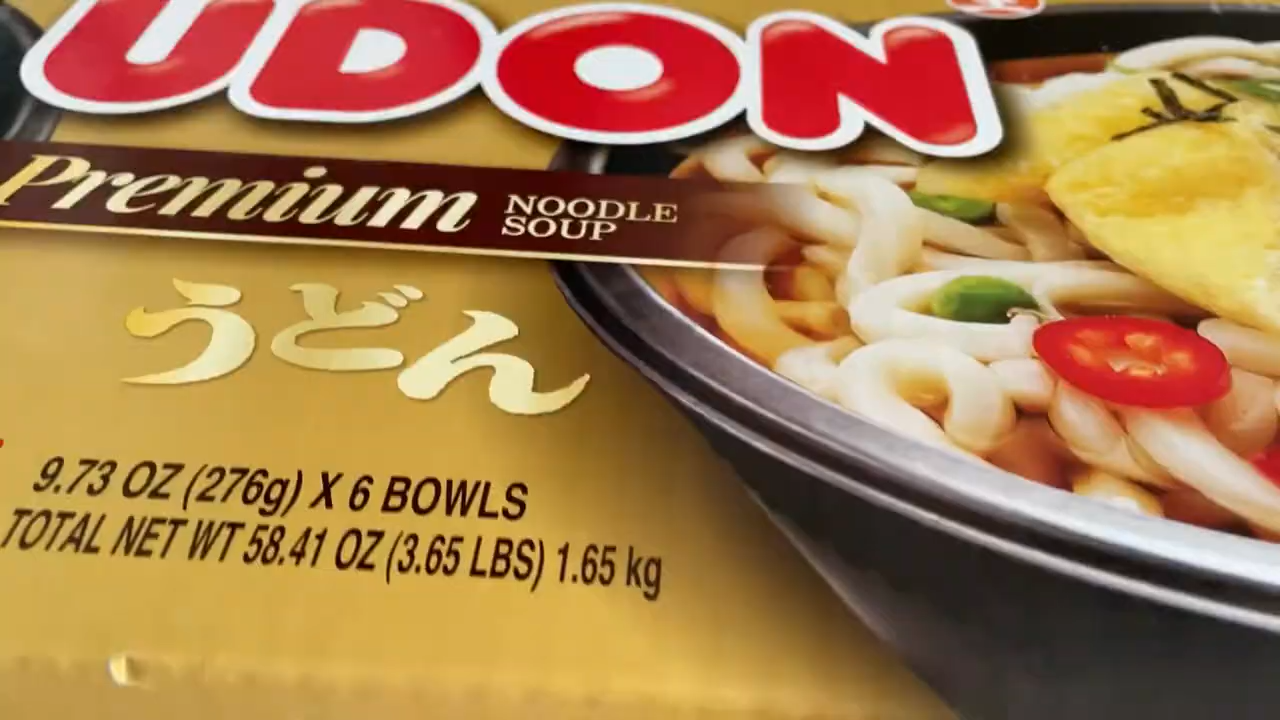 UDON
Premium NOODLE SOUP
うどん
9.73 OZ (276g) X 6 BOWLS
TOTAL NET WT 58.41 OZ (3.65 LBS) 1.65 kg